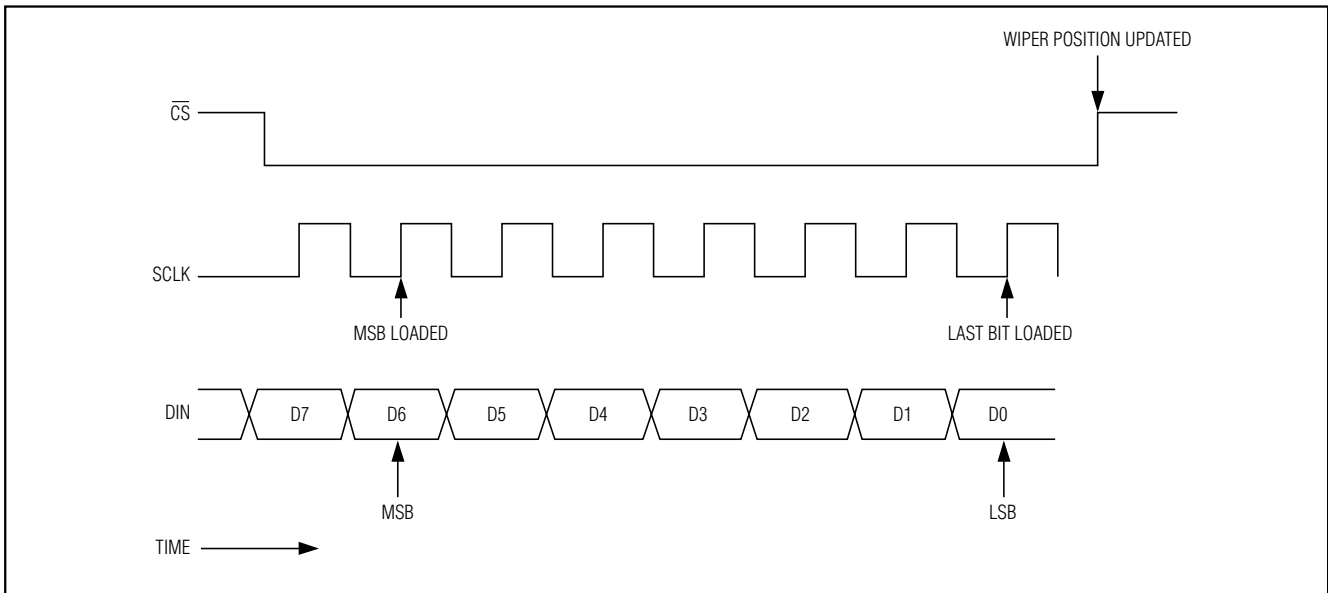 WIPER POSITION UPDATED
C̅S̅
SCLK
MSB LOADED
LAST BIT LOADED
DIN D7 D6 D5 D4 D3 D2 D1 D0
MSB LSB
TIME